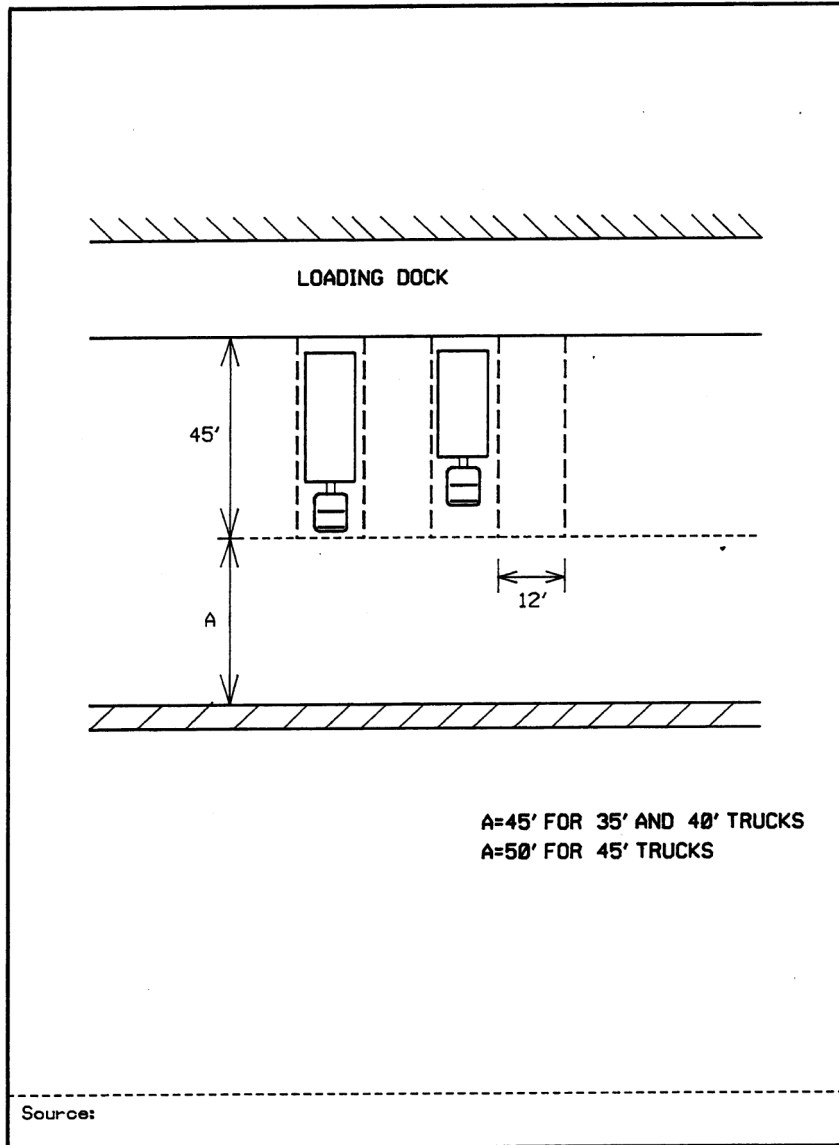 LOADING DOCK
45'
12'
A
A=45' FOR 35' AND 40' TRUCKS
A=50' FOR 45' TRUCKS
Source: